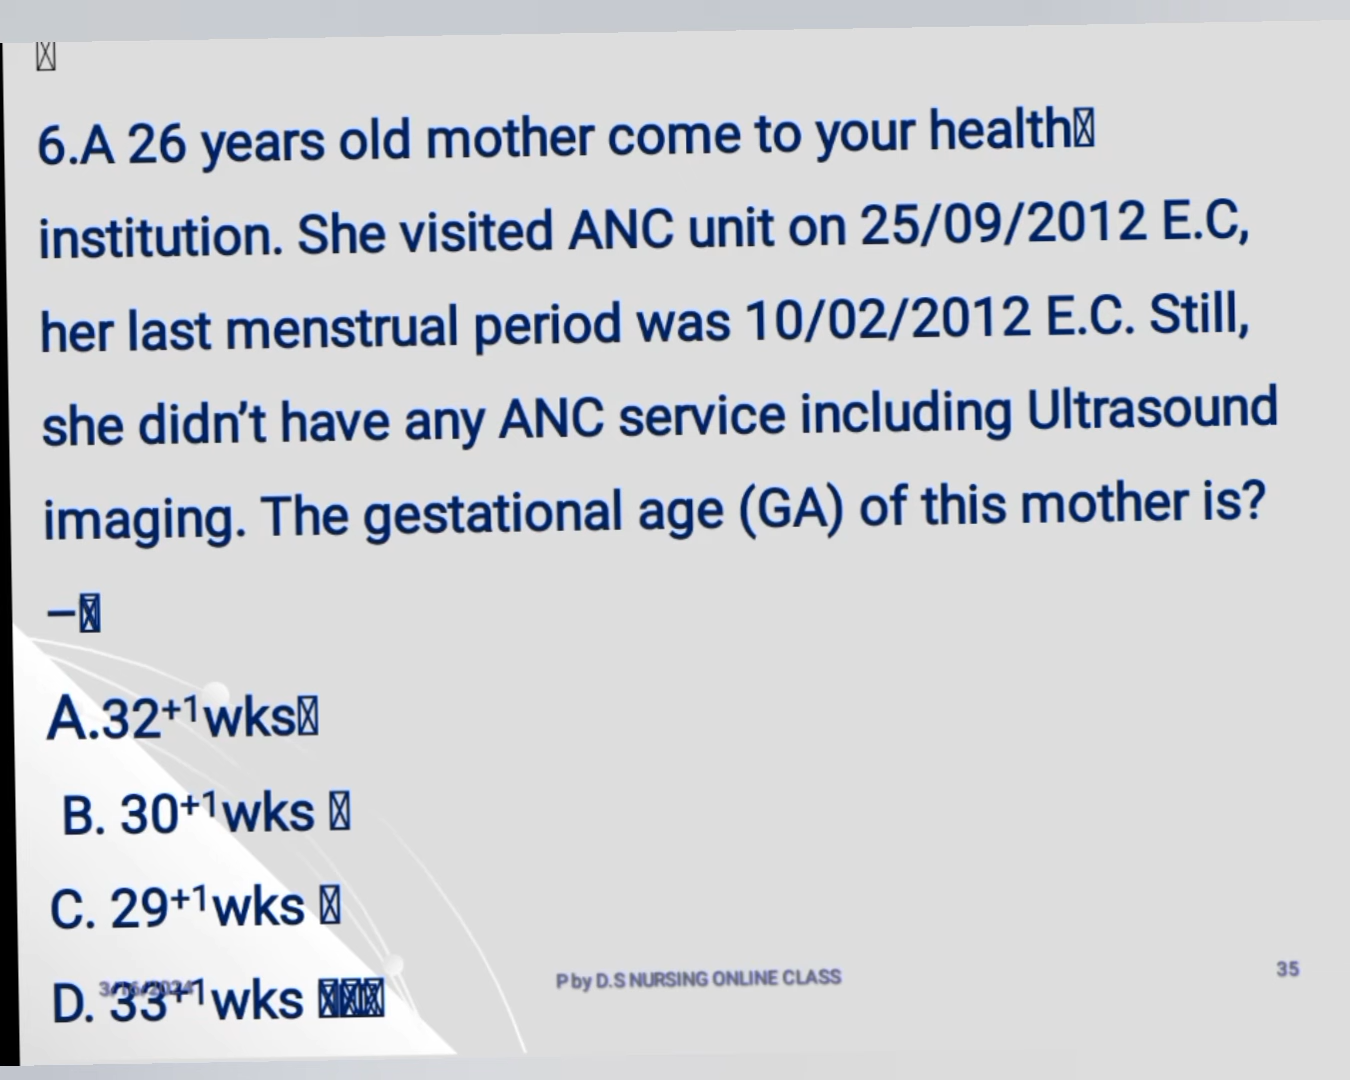 6.A 26 years old mother come to your health
institution. She visited ANC unit on 25/09/2012 E.C,
her last menstrual period was 10/02/2012 E.C. Still,
she didn’t have any ANC service including Ultrasound
imaging. The gestational age (GA) of this mother is?
–
A.32⁺¹wks
B. 30⁺¹wks
C. 29⁺¹wks
D. 33⁺¹wks
3/16/2024
P by D.S NURSING ONLINE CLASS
35